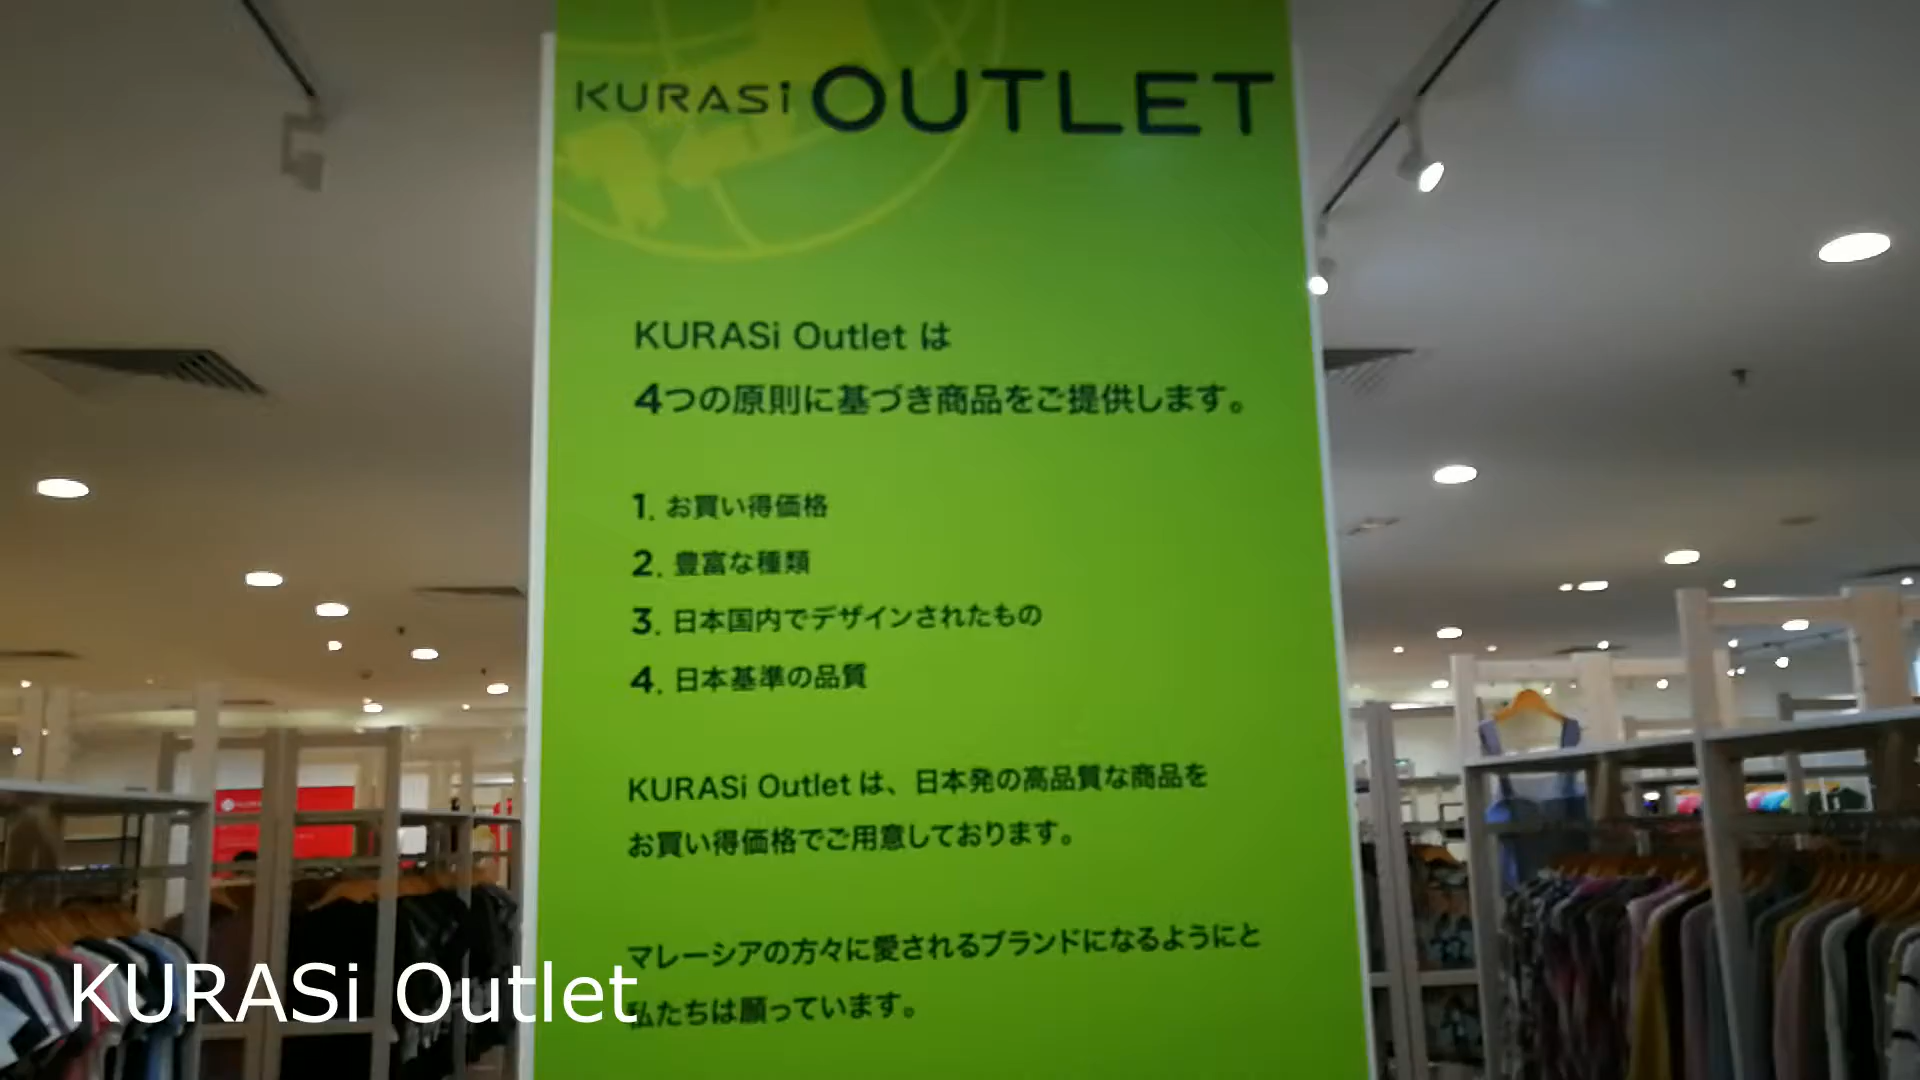 KURASi OUTLET
KURASi Outlet は
4つの原則に基づき商品をご提供します。
1. お買い得価格
2. 豊富な種類
3. 日本国内でデザインされたもの
4. 日本基準の品質
KURASi Outletは、日本発の高品質な商品を
お買い得価格でご用意しております。
マレーシアの方々に愛されるブランドになるようにと
私たちは願っています。
KURASi Outlet